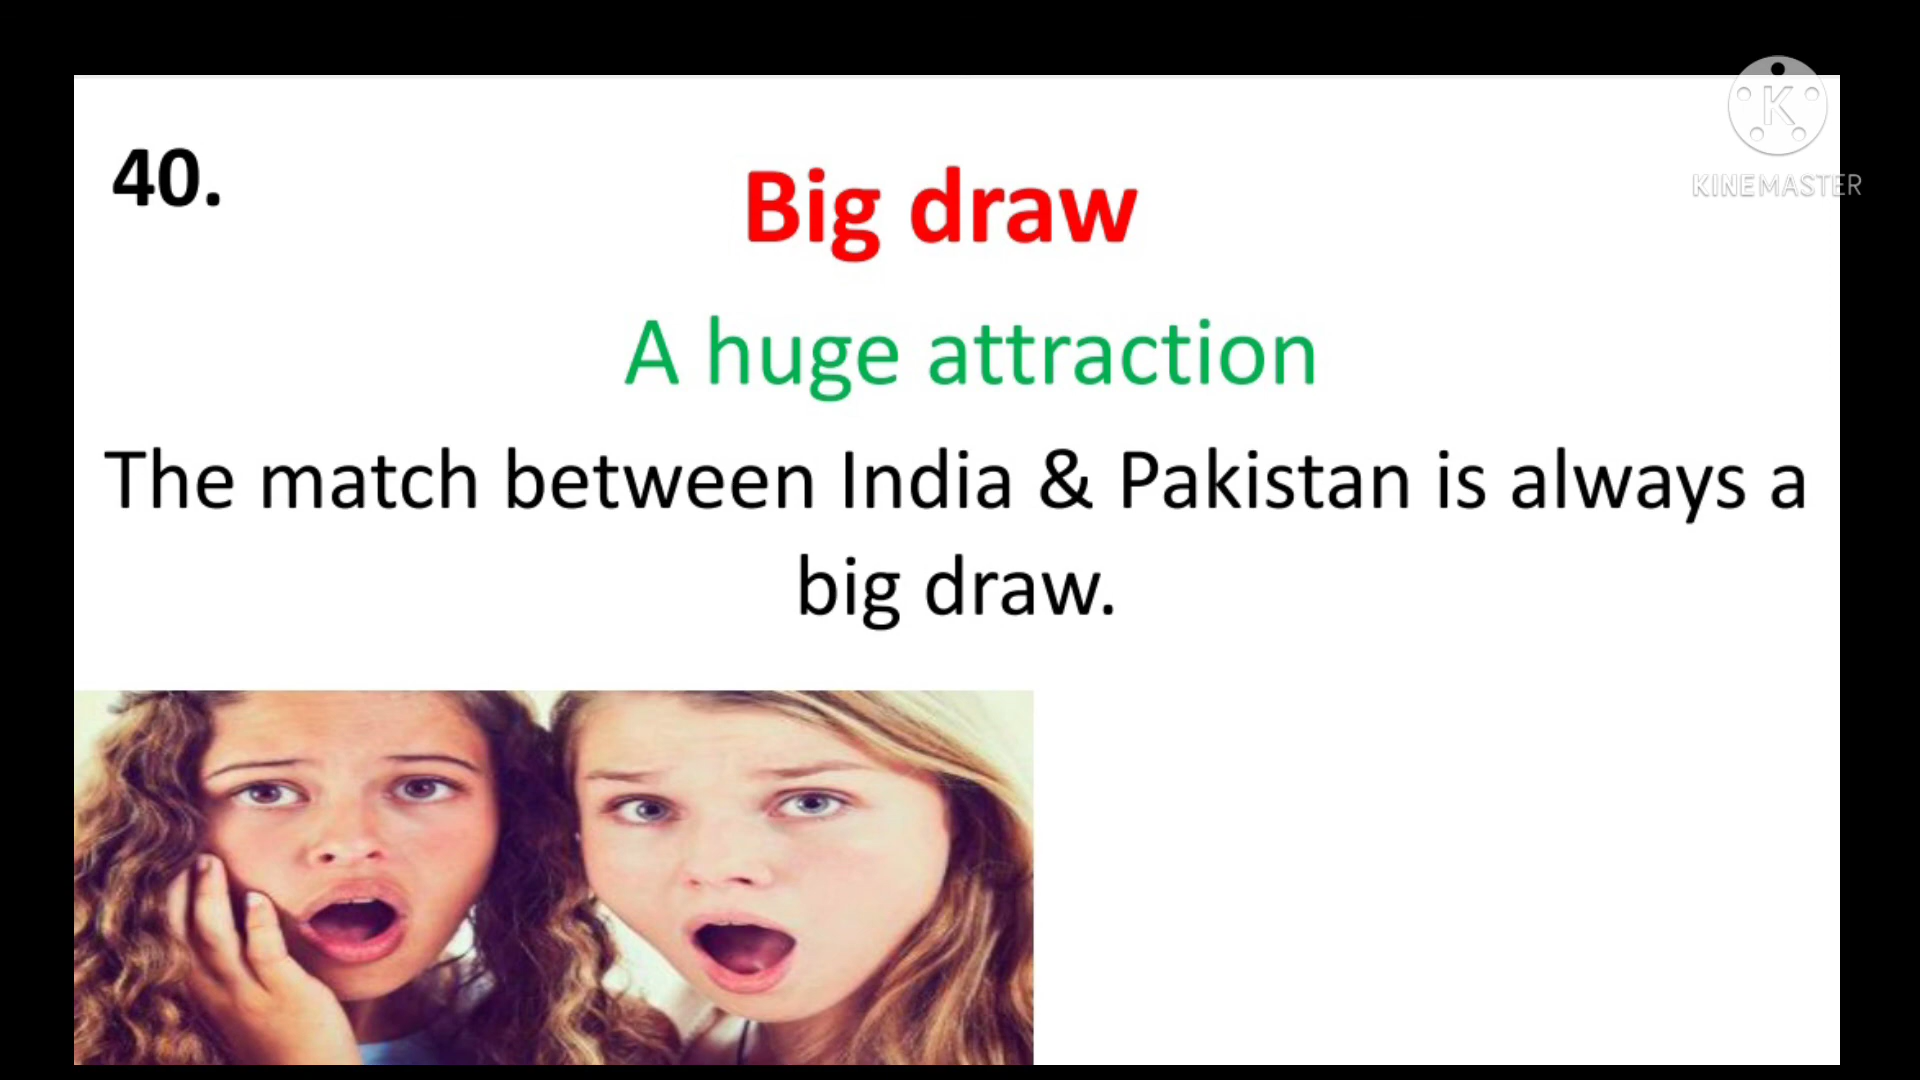 40.
Big draw
A huge attraction
The match between India & Pakistan is always a
big draw.
K
KINEMASTER